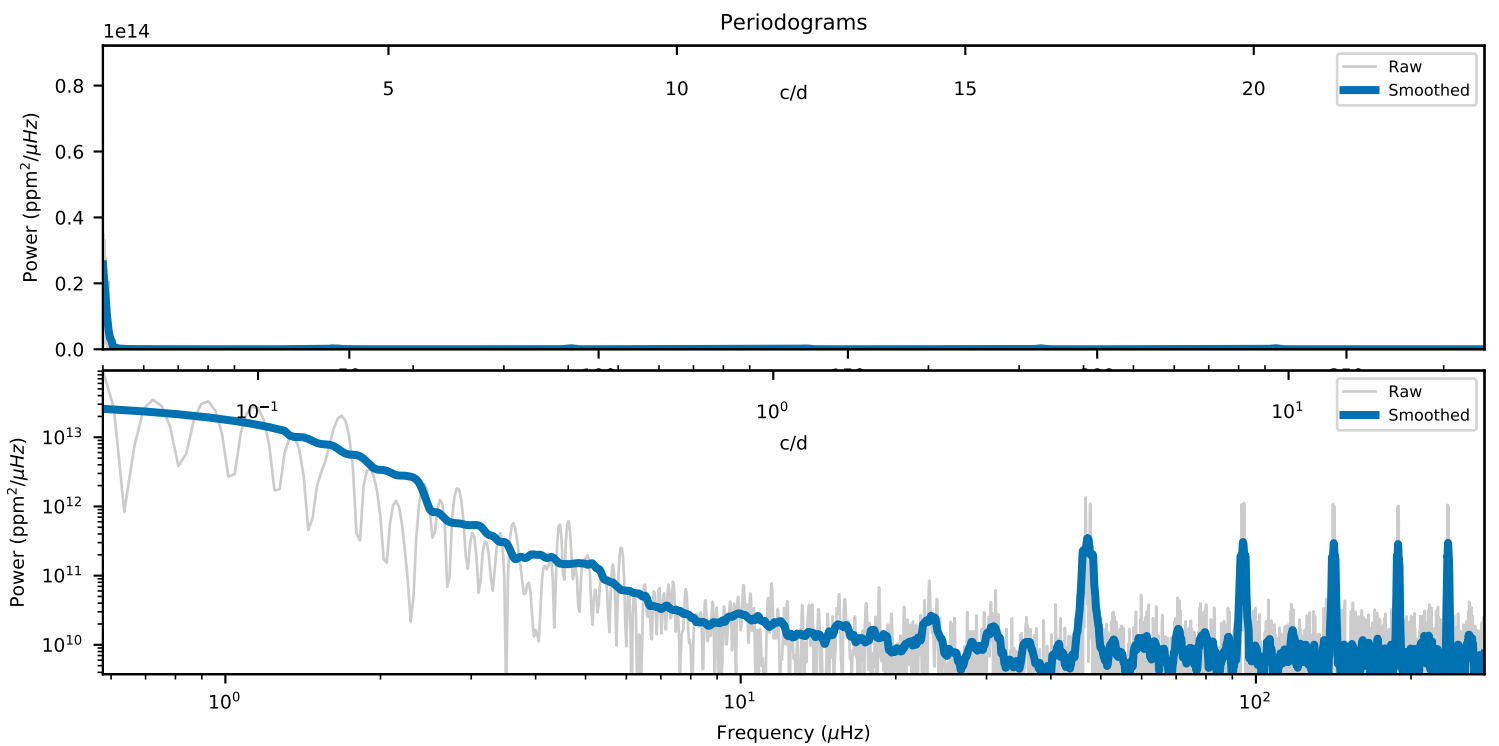 Periodograms
1e14
5 10 15 20
c/d
Raw
Smoothed
0.8
0.6
0.4
0.2
0.0
Power (ppm²/μHz)
10⁻¹ 10⁰ 10¹
c/d
Raw
Smoothed
10¹³
10¹²
10¹¹
10¹⁰
Power (ppm²/μHz)
10⁰ 10¹ 10²
Frequency (μHz)